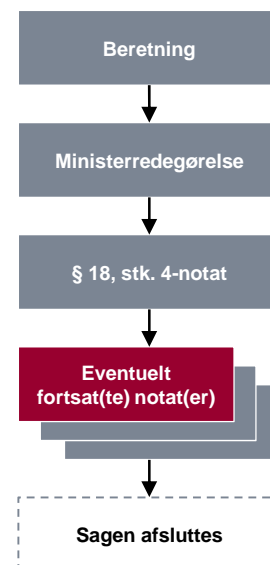 Beretning
Ministerredegørelse
§ 18, stk. 4-notat
Eventuelt
fortsat(te) notat(er)
Sagen afsluttes